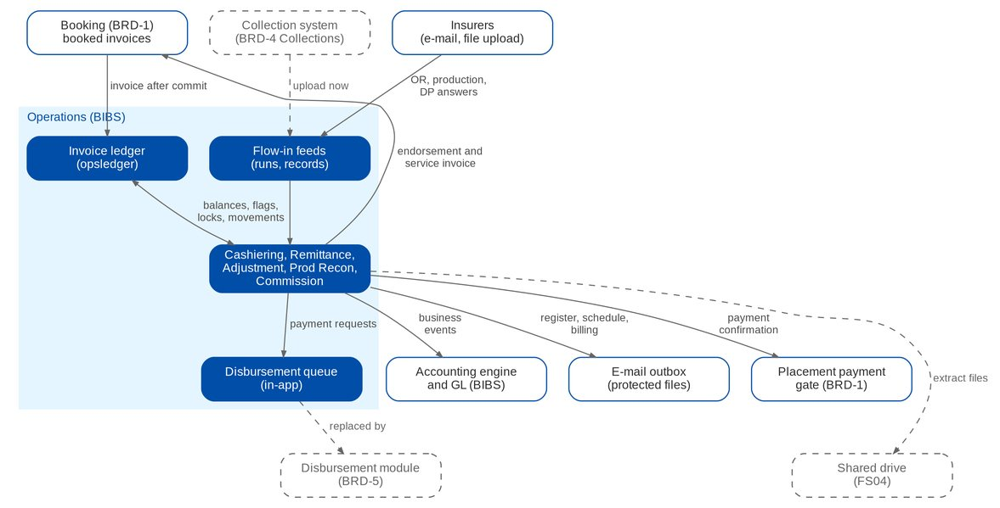 Booking (BRD-1)
booked invoices
Collection system
(BRD-4 Collections)
Insurers
(e-mail, file upload)
invoice after commit
upload now
OR, production,
DP answers
Operations (BIBS)
Invoice ledger
(opsledger)
Flow-in feeds
(runs, records)
endorsement and
service invoice
balances, flags,
locks, movements
Cashiering, Remittance,
Adjustment, Prod Recon,
Commission
payment requests
business
events
register, schedule,
billing
payment
confirmation
extract files
Disbursement queue
(in-app)
Accounting engine
and GL (BIBS)
E-mail outbox
(protected files)
Placement payment
gate (BRD-1)
replaced by
Disbursement module
(BRD-5)
Shared drive
(FS04)